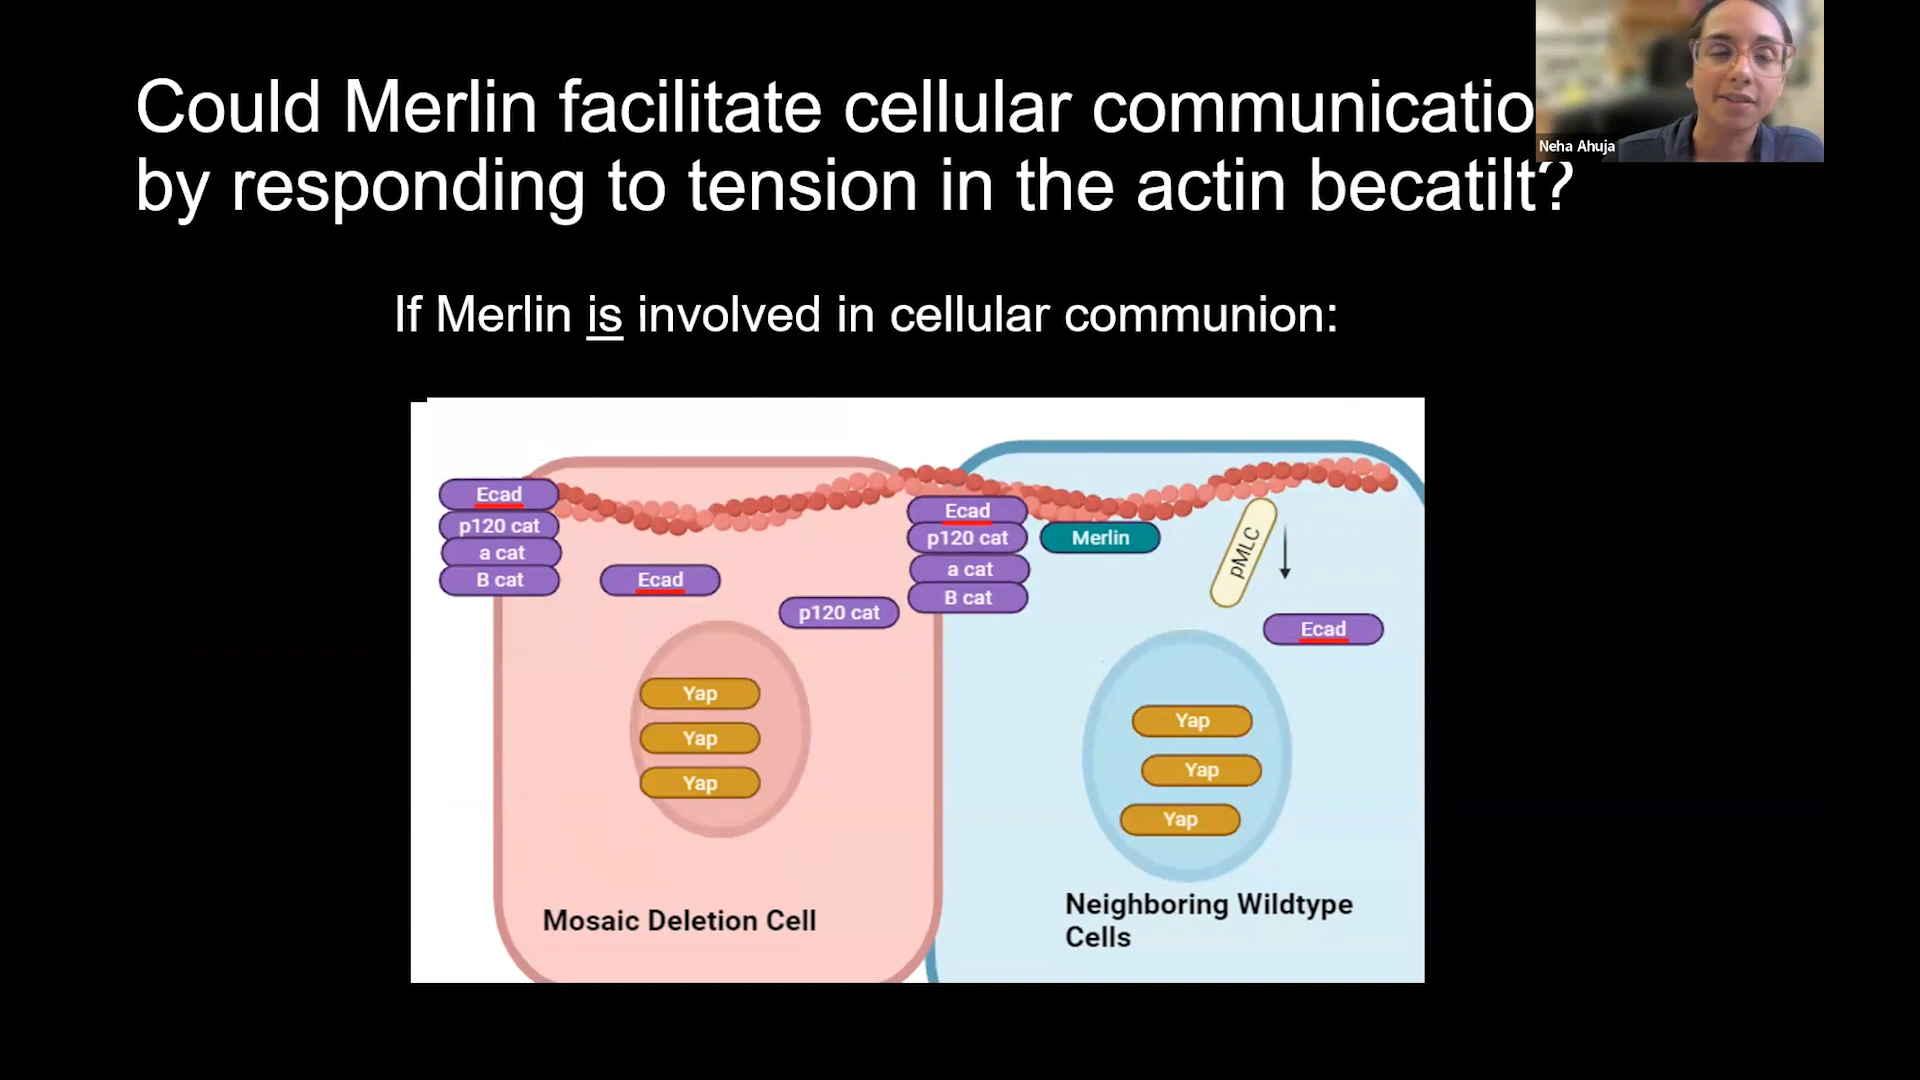 Could Merlin facilitate cellular communicatio
by responding to tension in the actin becatilt?
Neha Ahuja
If Merlin is involved in cellular communion:
Ecad
p120 cat
a cat
B cat
Ecad
p120 cat
Ecad
p120 cat
a cat
B cat
Merlin
pMLC
Ecad
Yap
Yap
Yap
Yap
Yap
Yap
Mosaic Deletion Cell
Neighboring Wildtype
Cells